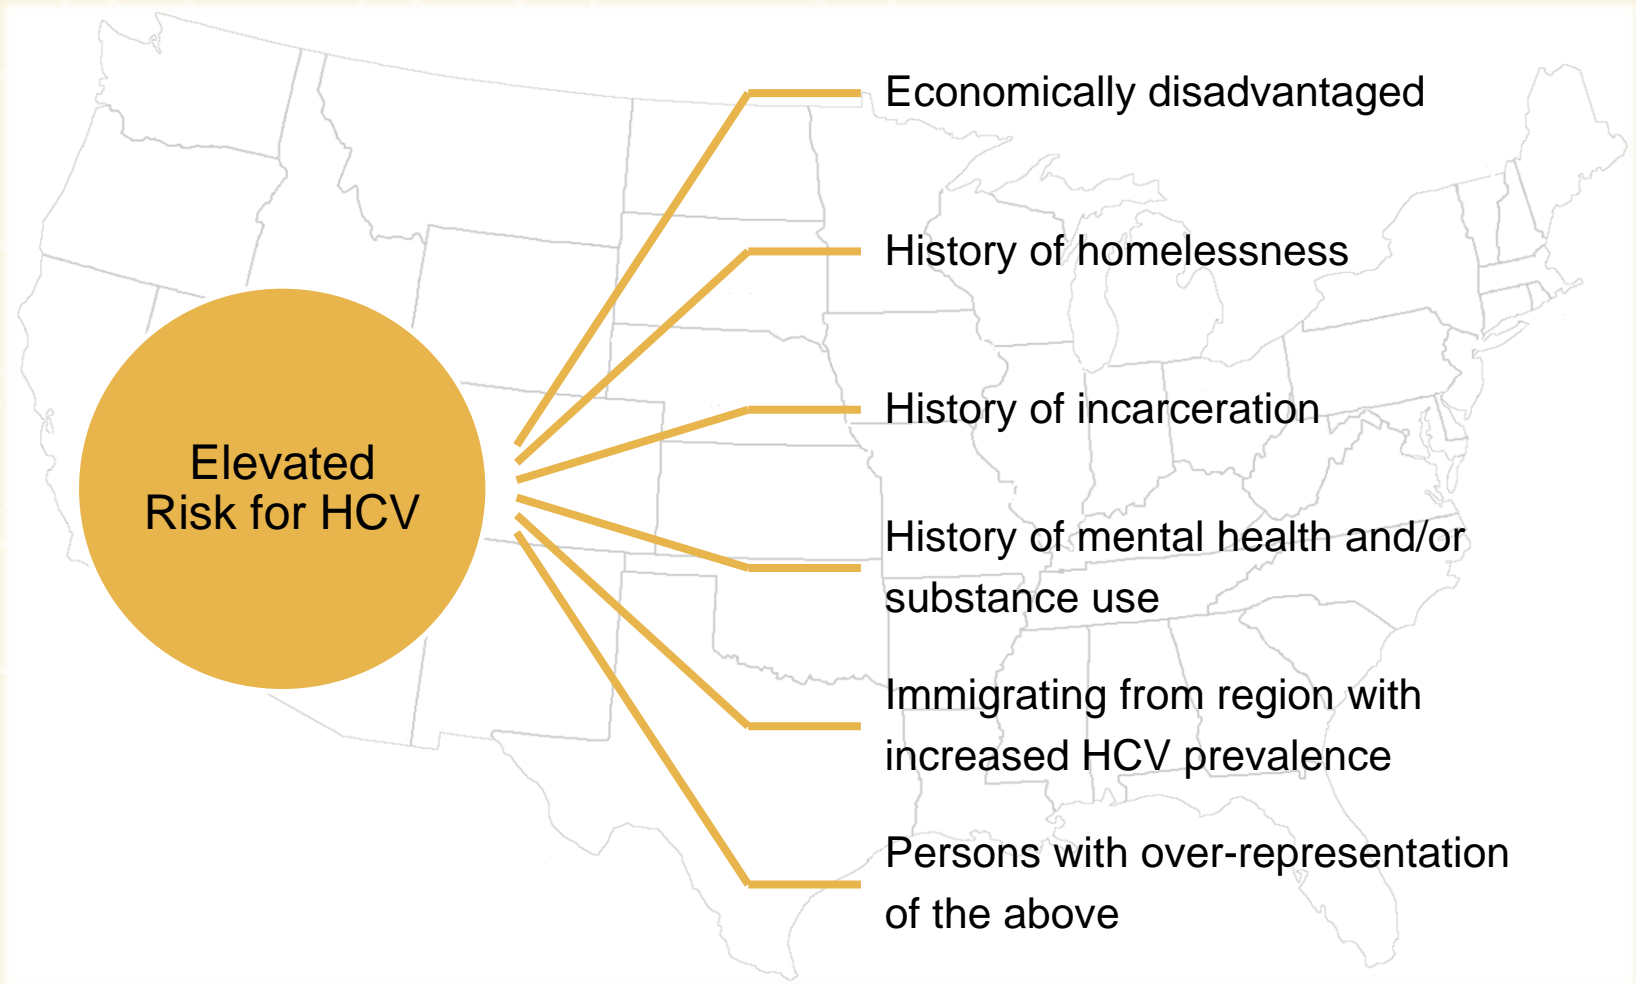 Elevated
Risk for HCV
Economically disadvantaged
History of homelessness
History of incarceration
History of mental health and/or
substance use
Immigrating from region with
increased HCV prevalence
Persons with over-representation
of the above